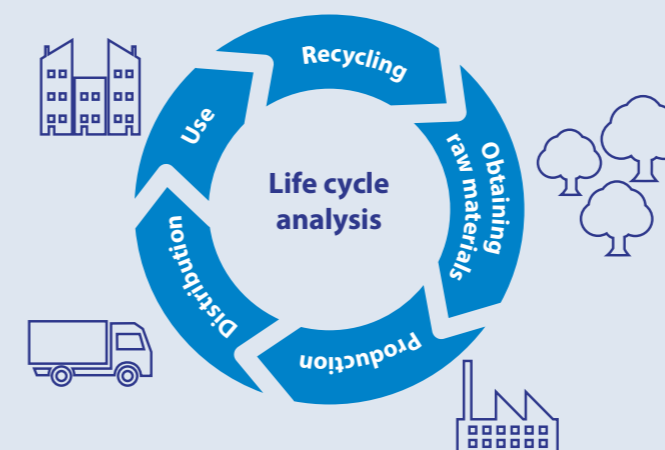 Life cycle
analysis
Recycling
Obtaining
raw materials
Production
Distribution
Use